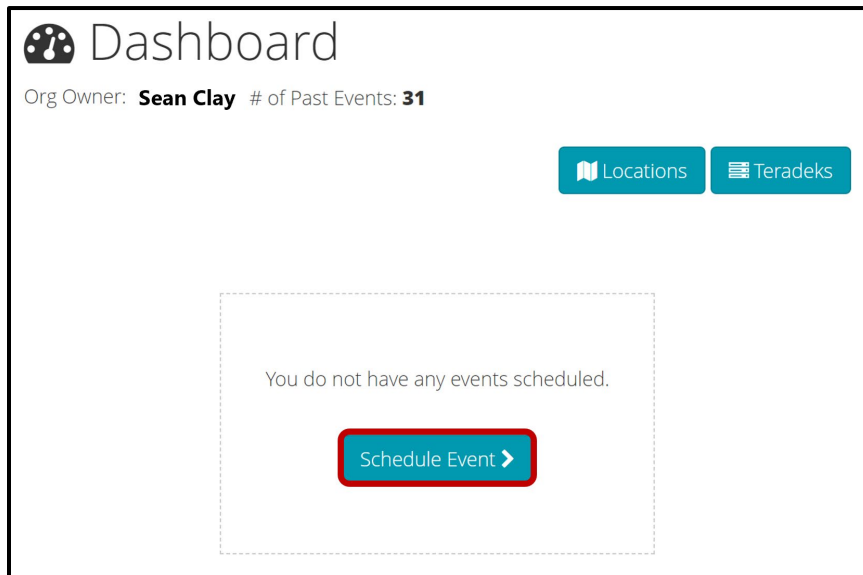 Dashboard
Org Owner: Sean Clay # of Past Events: 31
Locations Teradeks
You do not have any events scheduled.
Schedule Event